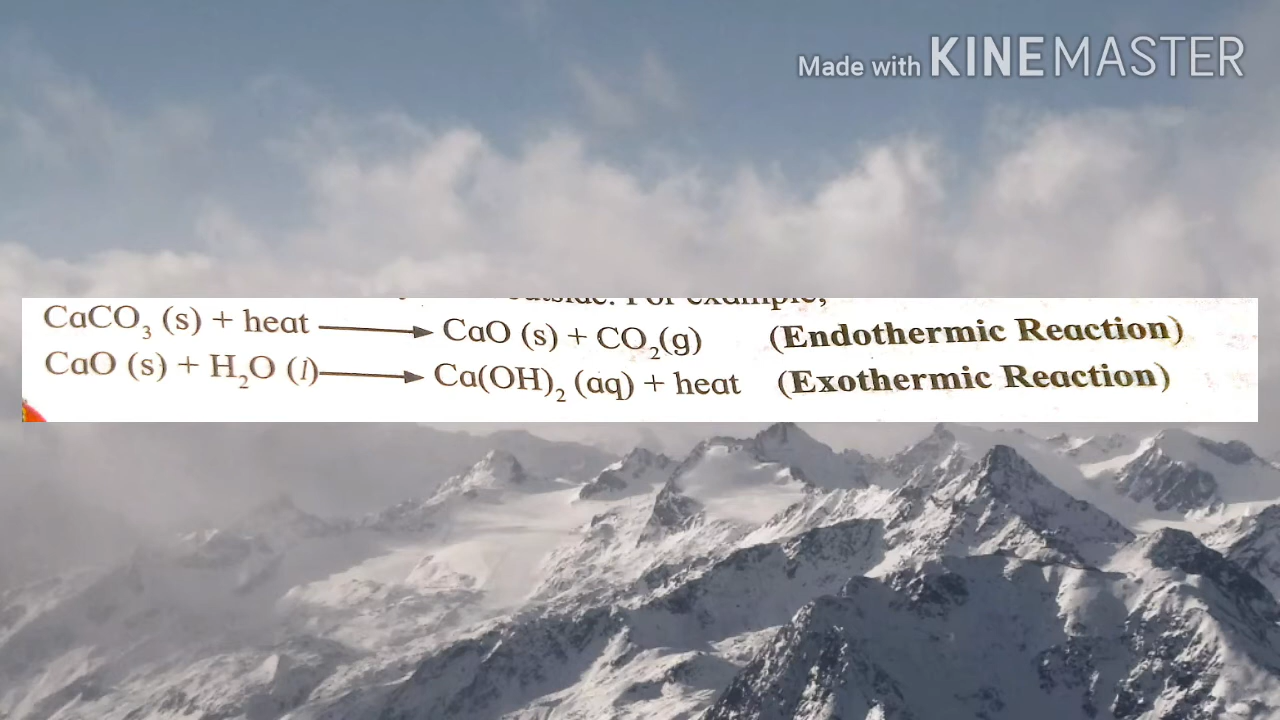 Made with KINEMASTER
CaCO₃ (s) + heat ⟶ CaO (s) + CO₂(g) (Endothermic Reaction)
CaO (s) + H₂O (l) ⟶ Ca(OH)₂ (aq) + heat (Exothermic Reaction)